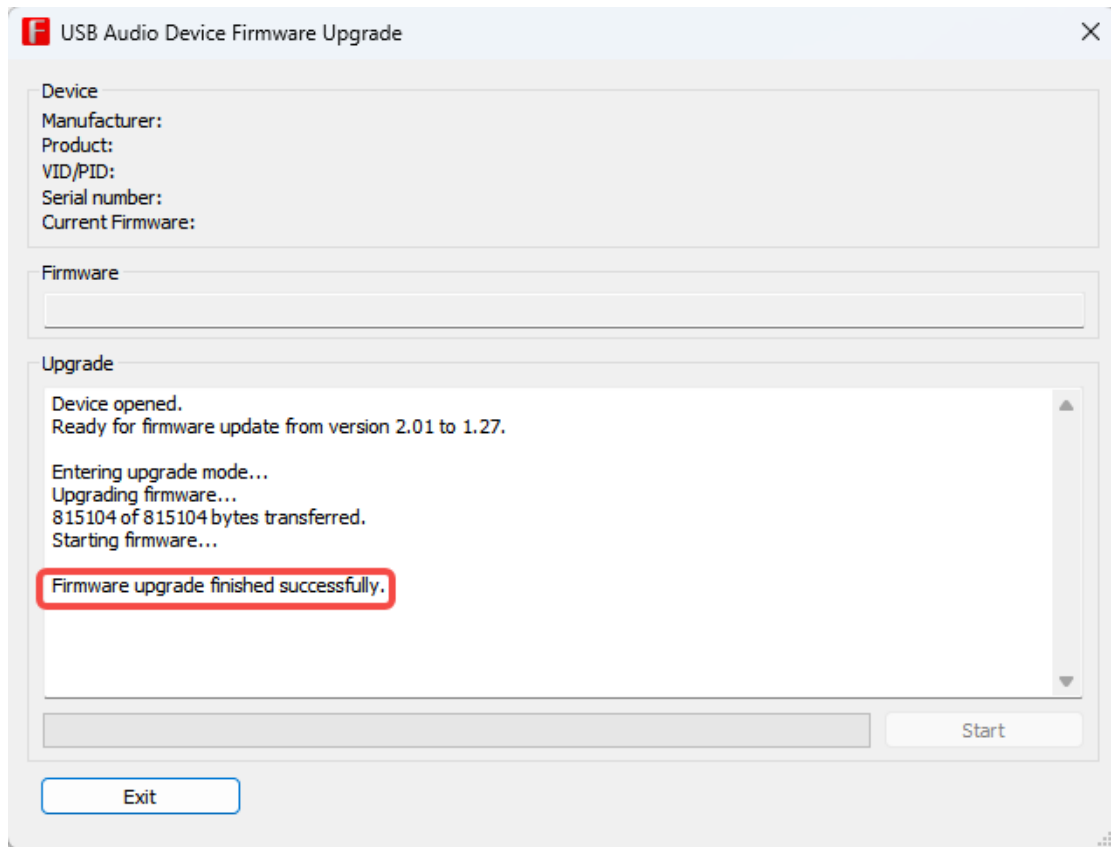 F USB Audio Device Firmware Upgrade
Device
Manufacturer:
Product:
VID/PID:
Serial number:
Current Firmware:
Firmware
Upgrade
Device opened.
Ready for firmware update from version 2.01 to 1.27.
Entering upgrade mode...
Upgrading firmware...
815104 of 815104 bytes transferred.
Starting firmware...
Firmware upgrade finished successfully.
Start
Exit